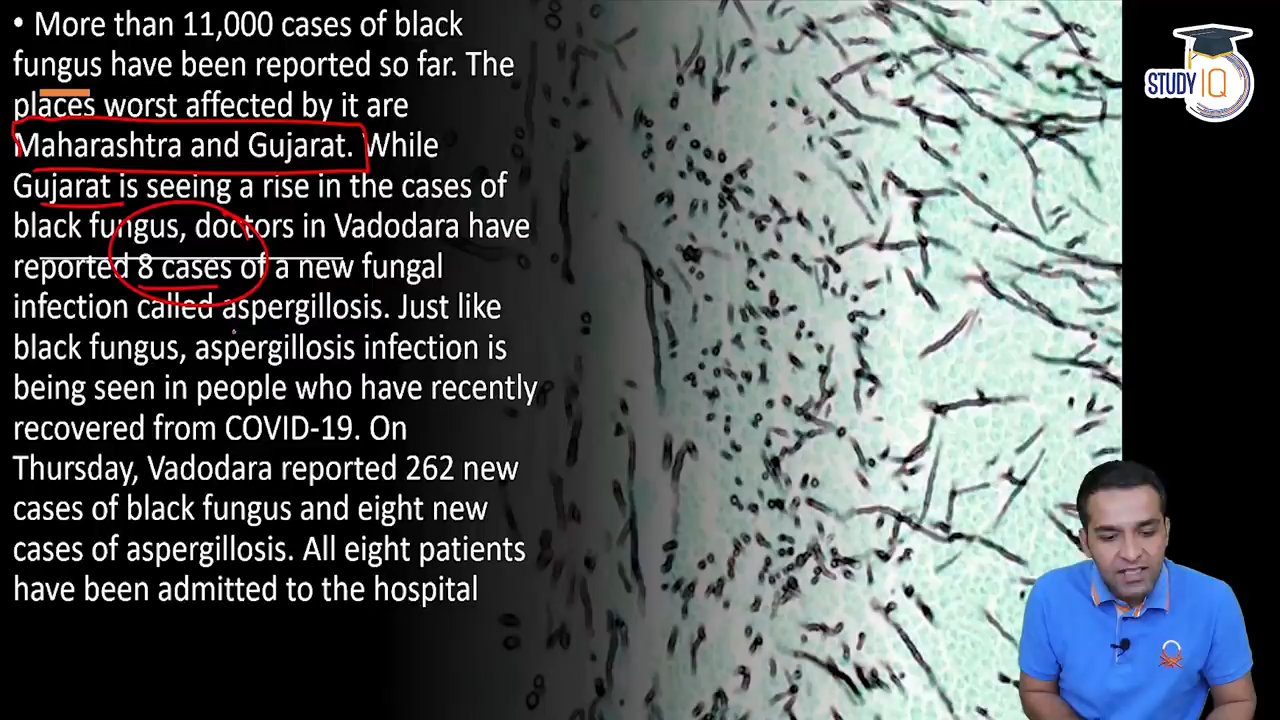 • More than 11,000 cases of black
fungus have been reported so far. The
places worst affected by it are
Maharashtra and Gujarat. While
Gujarat is seeing a rise in the cases of
black fungus, doctors in Vadodara have
reported 8 cases of a new fungal
infection called aspergillosis. Just like
black fungus, aspergillosis infection is
being seen in people who have recently
recovered from COVID-19. On
Thursday, Vadodara reported 262 new
cases of black fungus and eight new
cases of aspergillosis. All eight patients
have been admitted to the hospital
STUDY IQ